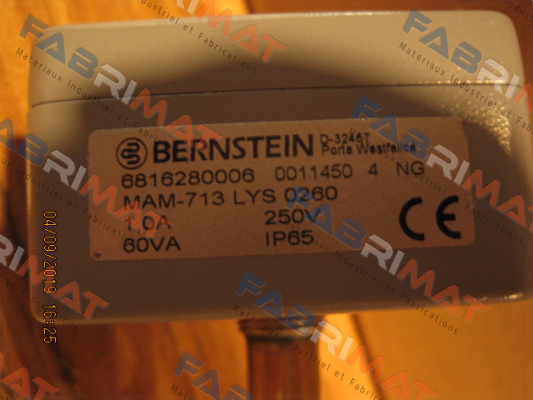 BERNSTEIN D-32457
Porta Westfalica
6816280006 0011450 4 NG
MAM-713 LYS 0260
1,0A 250V
60VA IP65
CE
04/09/2019 16:25
FABRIMAT
Materiaux Industriel et Fabrications